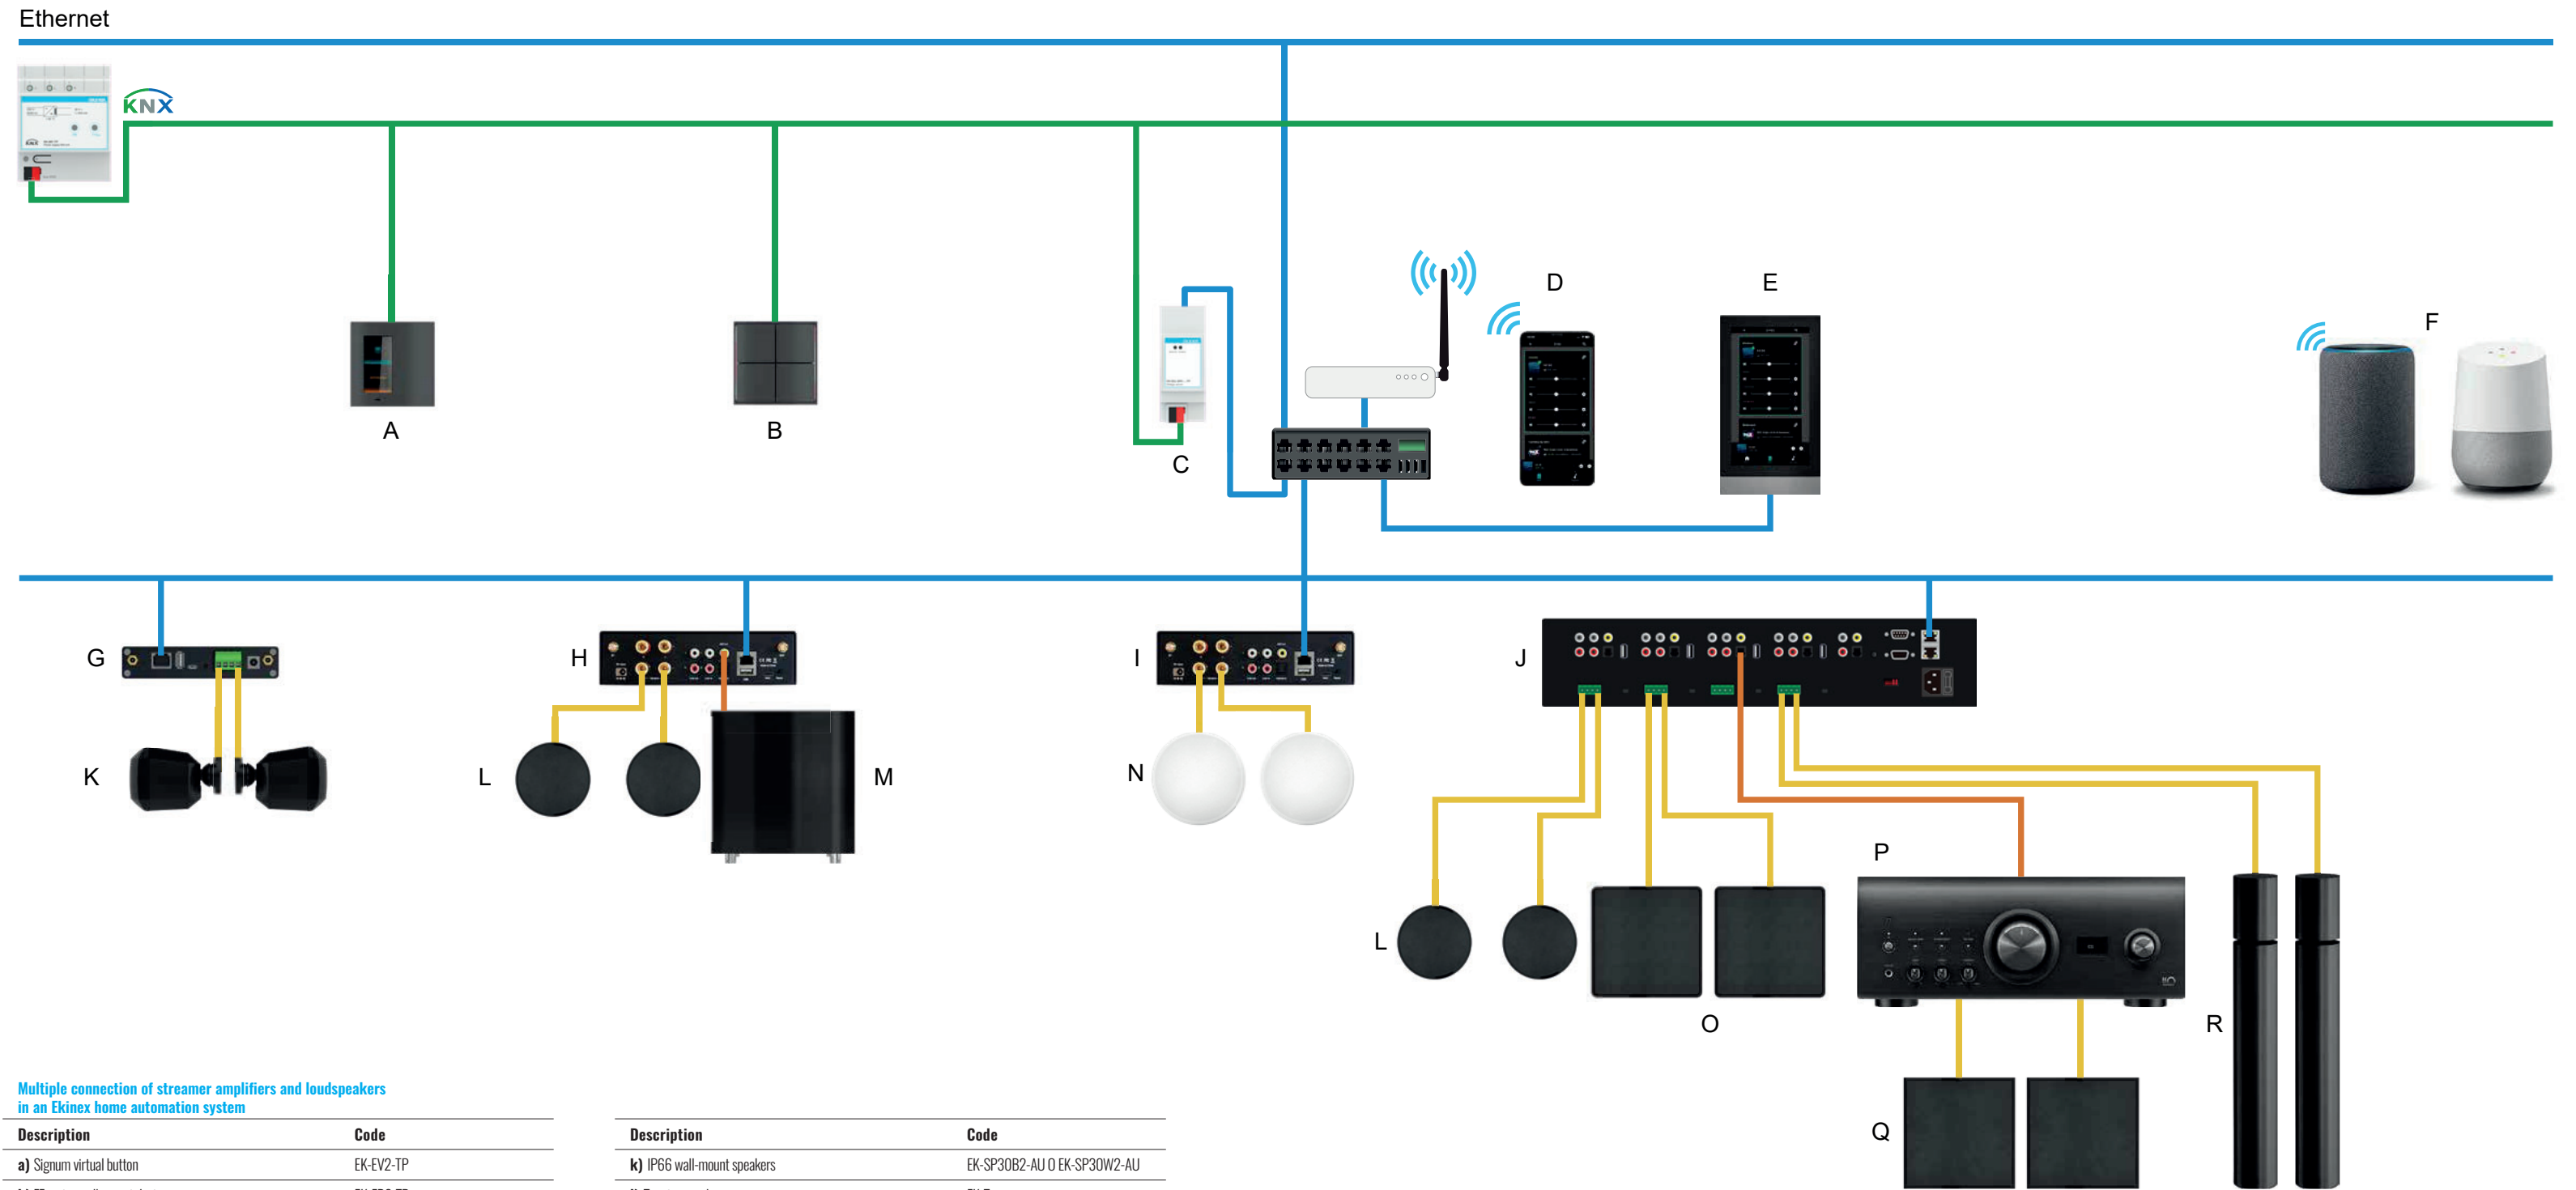 Ethernet
KNX
D
E
F
A
B
C
G
H
I
J
K
L
M
N
P
L
O
R
Q
Multiple connection of streamer amplifiers and loudspeakers
in an Ekinex home automation system
Description Code
a) Signum virtual button EK-EV2-TP
Description Code
k) IP66 wall-mount speakers EK-SP30B2-AU O EK-SP30W2-AU